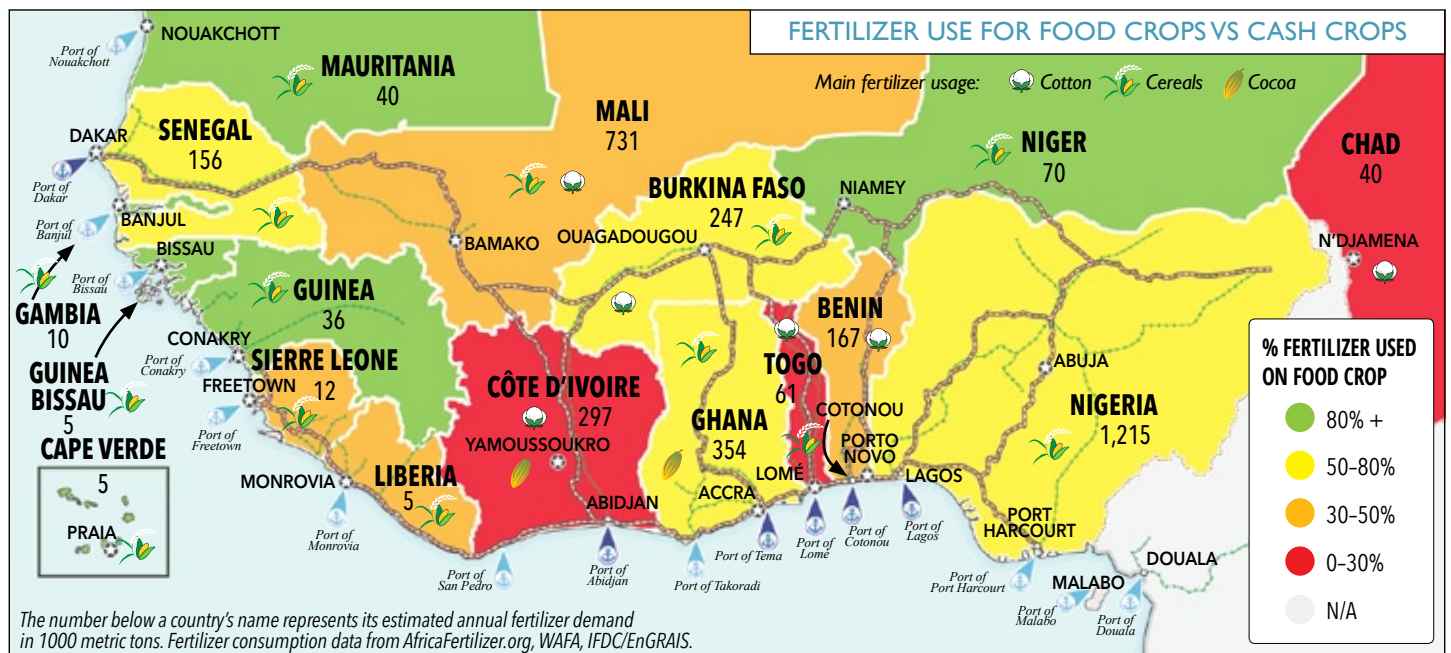 FERTILIZER USE FOR FOOD CROPS VS CASH CROPS
Main fertilizer usage: Cotton Cereals Cocoa
NOUAKCHOTT
Port of
Nouakchott
MAURITANIA
40
MALI
731
NIGER
70
CHAD
40
SENEGAL
156
DAKAR
Port of
Dakar
BURKINA FASO
247
NIAMEY
OUAGADOUGOU
N'DJAMENA
Port of
Banjul
BANJUL
BISSAU
BAMAKO
Port of
Bissau
GAMBIA
10
GUINEA
36
BENIN
167
GUINEA
BISSAU
5
CONAKRY
Port of
Conakry
SIERRE LEONE
12
FREETOWN
Port of
Freetown
CÔTE D'IVOIRE
297
YAMOUSSOUKRO
TOGO
61
GHANA
354
COTONOU
PORTO
NOVO
ABUJA
NIGERIA
1,215
CAPE VERDE
5
PRAIA
MONROVIA
Port of
Monrovia
LIBERIA
5
ABIDJAN
ACCRA
LOMÉ
LAGOS
PORT
HARCOURT
Port of
San Pedro
Port of
Abidjan
Port of Takoradi
Port of Tema
Port of
Lomé
Port of
Cotonou
Port of
Lagos
Port of
Port Harcourt
MALABO
Port of
Malabo
DOUALA
Port of
Douala
% FERTILIZER USED
ON FOOD CROP
80% +
50–80%
30–50%
0–30%
N/A
The number below a country's name represents its estimated annual fertilizer demand
in 1000 metric tons. Fertilizer consumption data from AfricaFertilizer.org, WAFA, IFDC/EnGRAIS.